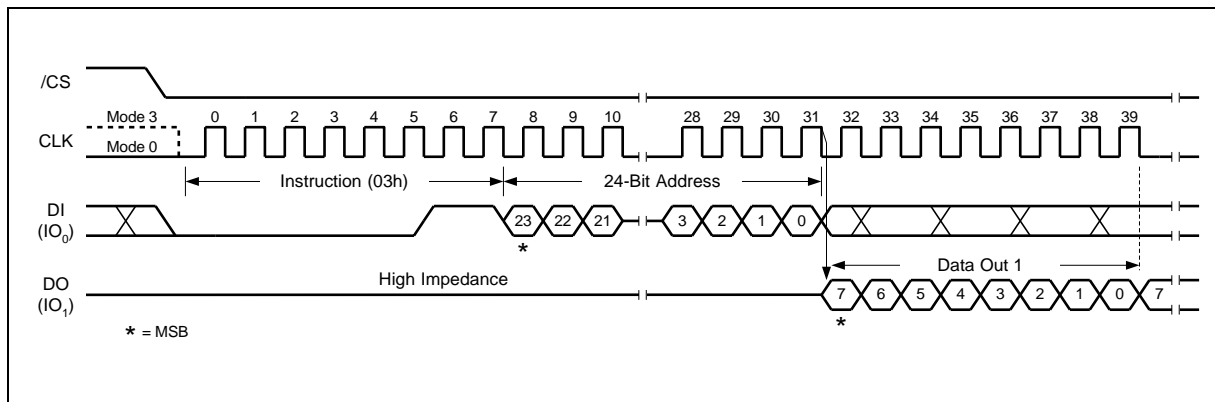 /CS
Mode 3 0 1 2 3 4 5 6 7 8 9 10 28 29 30 31 32 33 34 35 36 37 38 39
CLK
Mode 0
Instruction (03h) 24-Bit Address
DI
(IO0) 23 22 21 3 2 1 0
*
High Impedance Data Out 1
DO
(IO1) 7 6 5 4 3 2 1 0 7
*
* = MSB